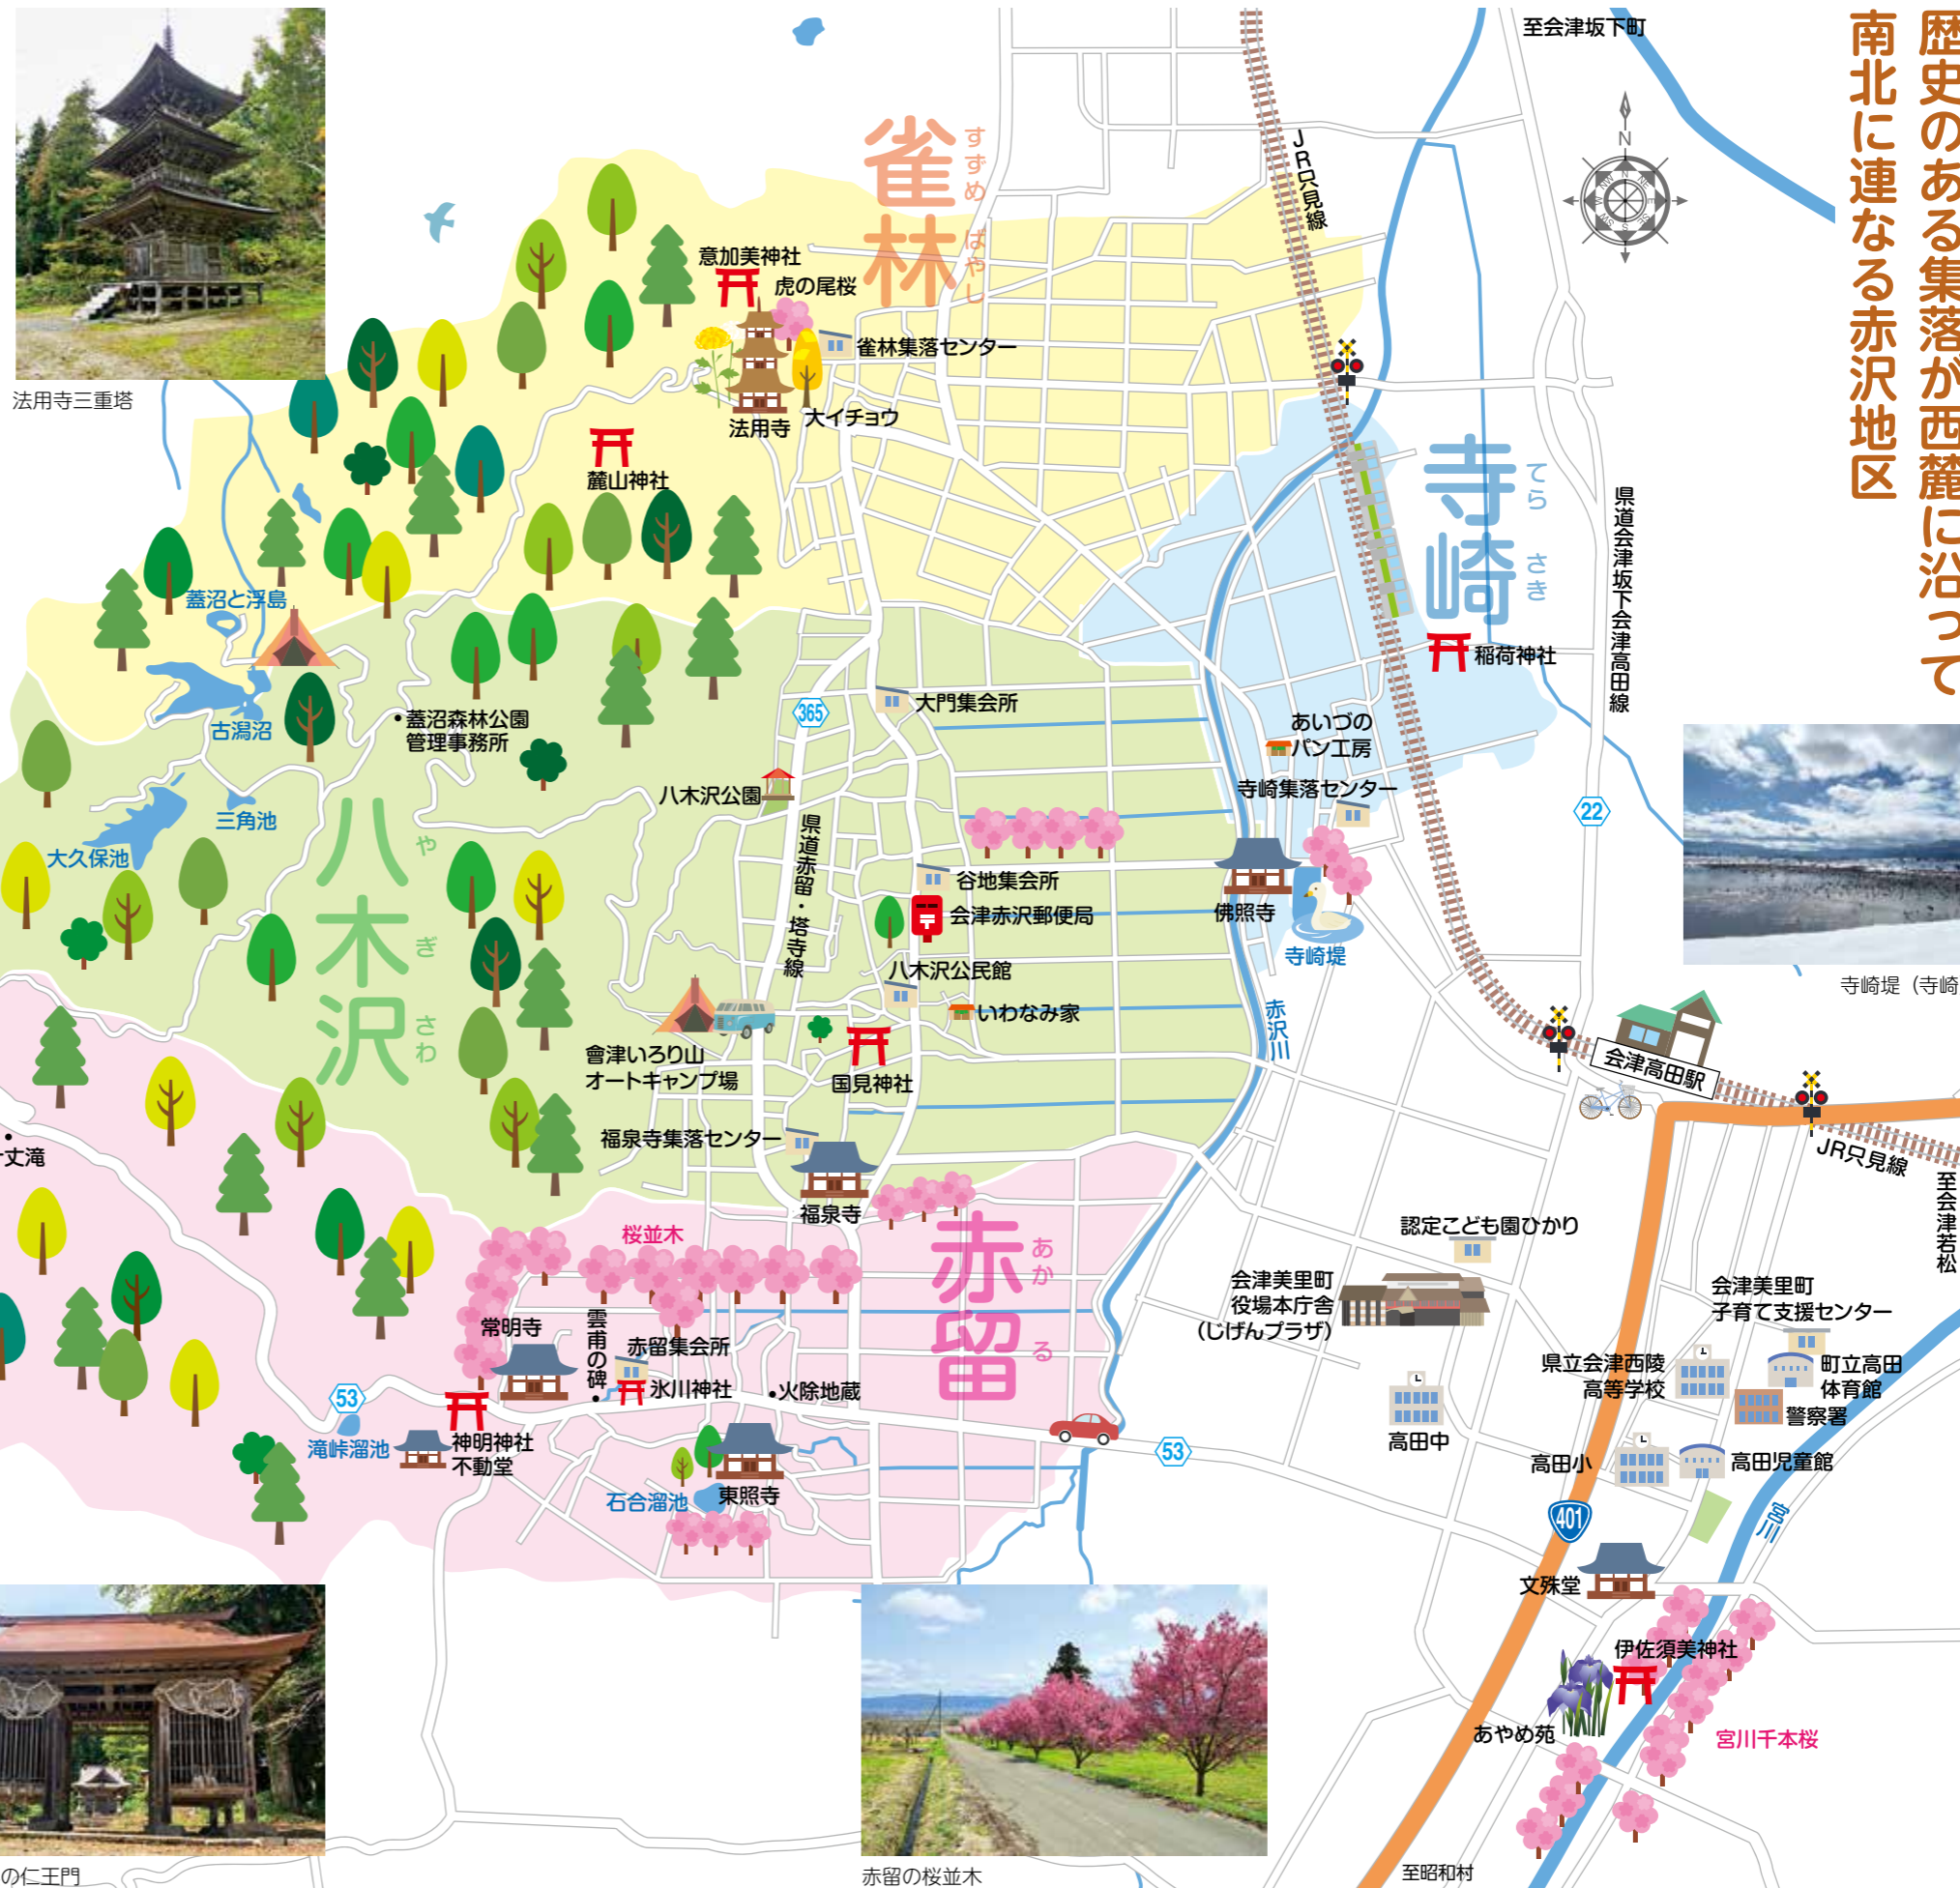 歴史のある集落が西麓に沿って
南北に連なる赤沢地区
法用寺三重塔
至会津坂下町
N
JR只見線
雀林
すずめ ばやし
意加美神社
虎の尾桜
雀林集落センター
大イチョウ
法用寺
麓山神社
寺崎
てら さき
県道会津坂下会津高田線
稲荷神社
蓋沼と浮島
古潟沼
蓋沼森林公園
管理事務所
三角池
大久保池
365
大門集会所
あいづの
パン工房
寺崎集落センター
22
八木沢公園
県道赤留・塔寺線
八木沢
や ぎ さわ
谷地集会所
会津赤沢郵便局
佛照寺
寺崎堤
寺崎堤（寺崎
八木沢公民館
いわなみ家
赤沢川
會津いろり山
オートキャンプ場
国見神社
会津高田駅
福泉寺集落センター
福泉寺
丈滝
JR只見線
至会津若松
桜並木
赤留
あか る
認定こども園ひかり
会津美里町
役場本庁舎
（じげんプラザ）
会津美里町
子育て支援センター
常明寺
雲甫の碑
赤留集会所
氷川神社
火除地蔵
県立会津西陵
高等学校
町立高田
体育館
警察署
53
滝峠溜池
神明神社
不動堂
53
高田中
高田小
高田児童館
石合溜池
東照寺
401
宮川
文殊堂
伊佐須美神社
あやめ苑
宮川千本桜
の仁王門
赤留の桜並木
至昭和村